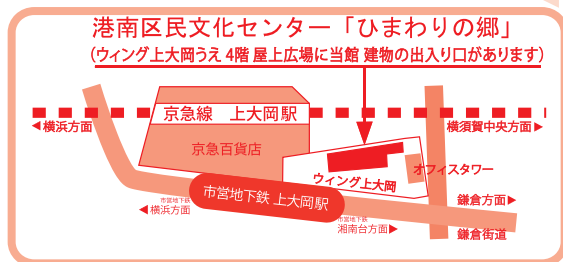 港南区民文化センター「ひまわりの郷」
(ウィング上大岡うえ 4階 屋上広場に当館 建物の出入り口があります)
京急線 上大岡駅
◀横浜方面
横須賀中央方面▶
京急百貨店
オフィスタワー
ウィング上大岡
市営地下鉄 上大岡駅
市営地下鉄
◀横浜方面
鎌倉方面▶
市営地下鉄
湘南台方面▶
鎌倉街道